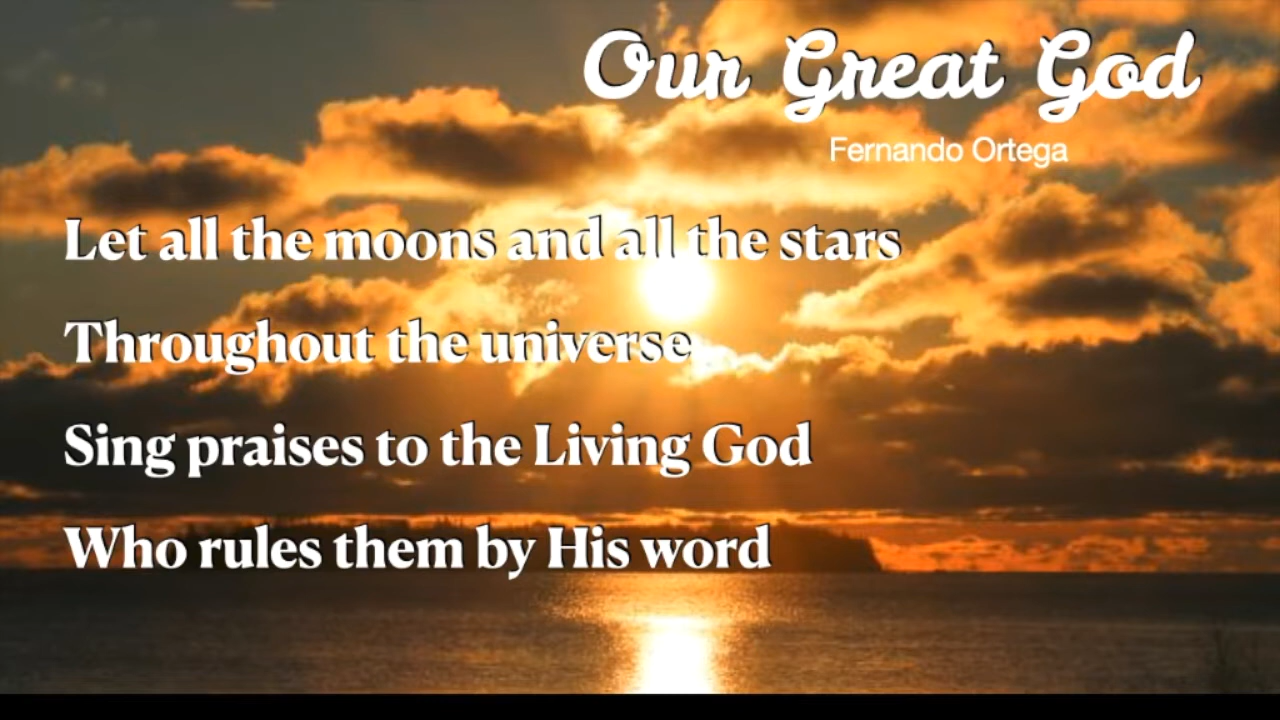 Our Great God
Fernando Ortega
Let all the moons and all the stars
Throughout the universe
Sing praises to the Living God
Who rules them by His word